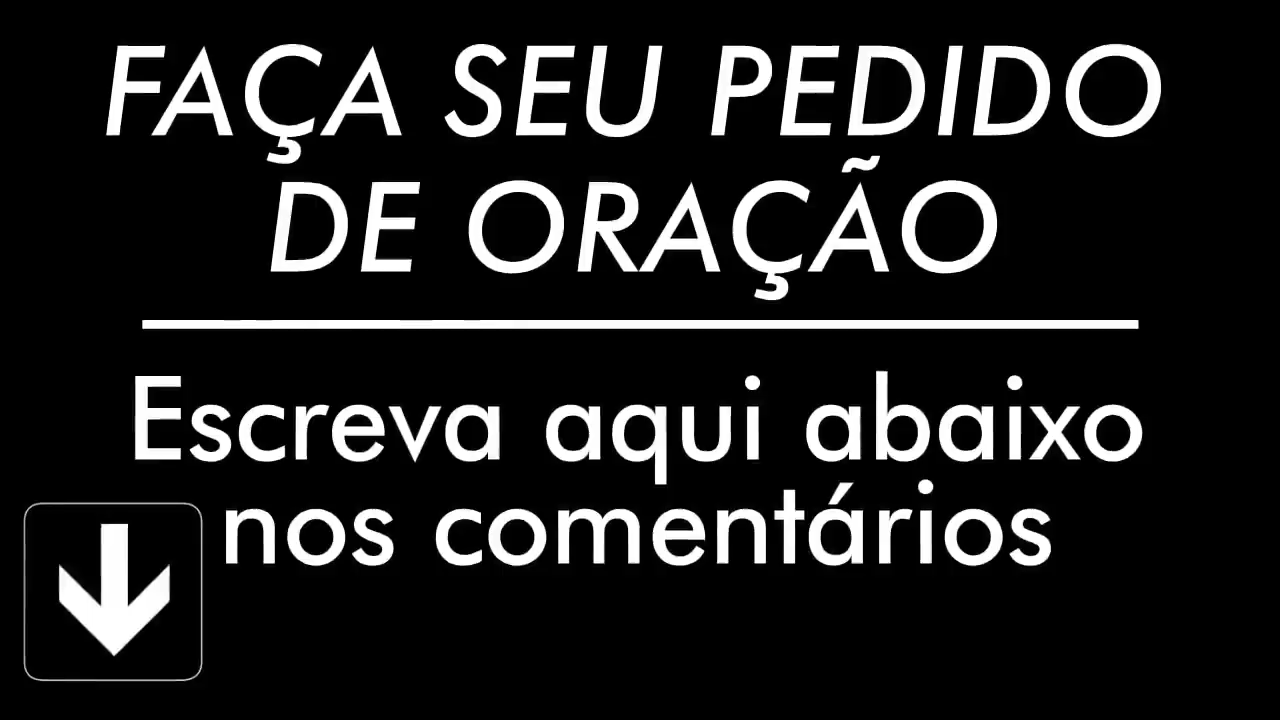 FAÇA SEU PEDIDO
DE ORAÇÃO
Escreva aqui abaixo
nos comentários